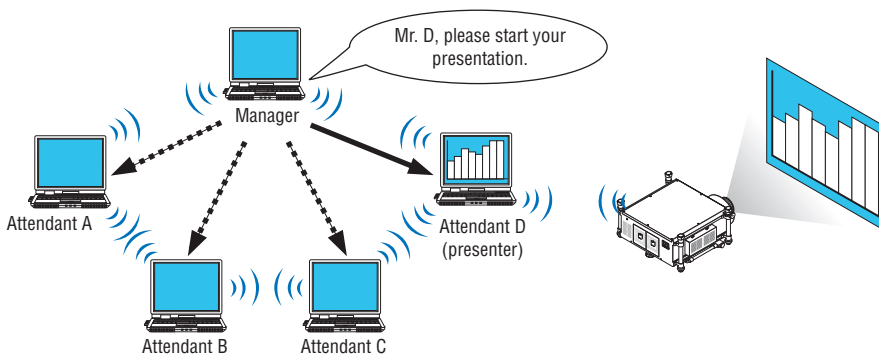 Mr. D, please start your
presentation.
Manager
Attendant A
Attendant D
(presenter)
Attendant B
Attendant C